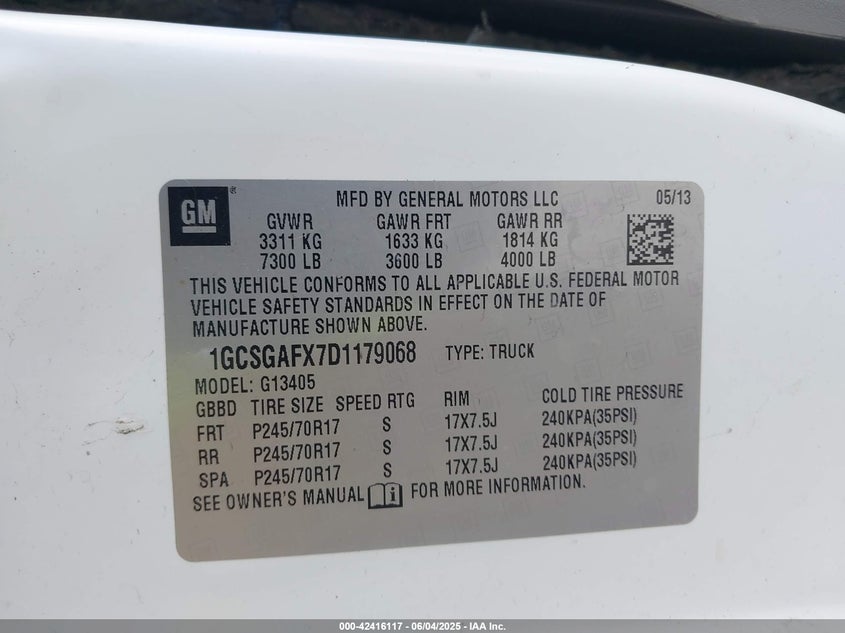 GM ®
MFD BY GENERAL MOTORS LLC 05/13
GVWR GAWR FRT GAWR RR
3311 KG 1633 KG 1814 KG
7300 LB 3600 LB 4000 LB
THIS VEHICLE CONFORMS TO ALL APPLICABLE U.S. FEDERAL MOTOR
VEHICLE SAFETY STANDARDS IN EFFECT ON THE DATE OF
MANUFACTURE SHOWN ABOVE.
1GCSGAFX7D1179068 TYPE: TRUCK
MODEL: G13405
GBBD TIRE SIZE SPEED RTG RIM COLD TIRE PRESSURE
FRT P245/70R17 S 17X7.5J 240KPA(35PSI)
RR P245/70R17 S 17X7.5J 240KPA(35PSI)
SPA P245/70R17 S 17X7.5J 240KPA(35PSI)
SEE OWNER'S MANUAL i FOR MORE INFORMATION.
000-42416117 - 06/04/2025 - IAA Inc.